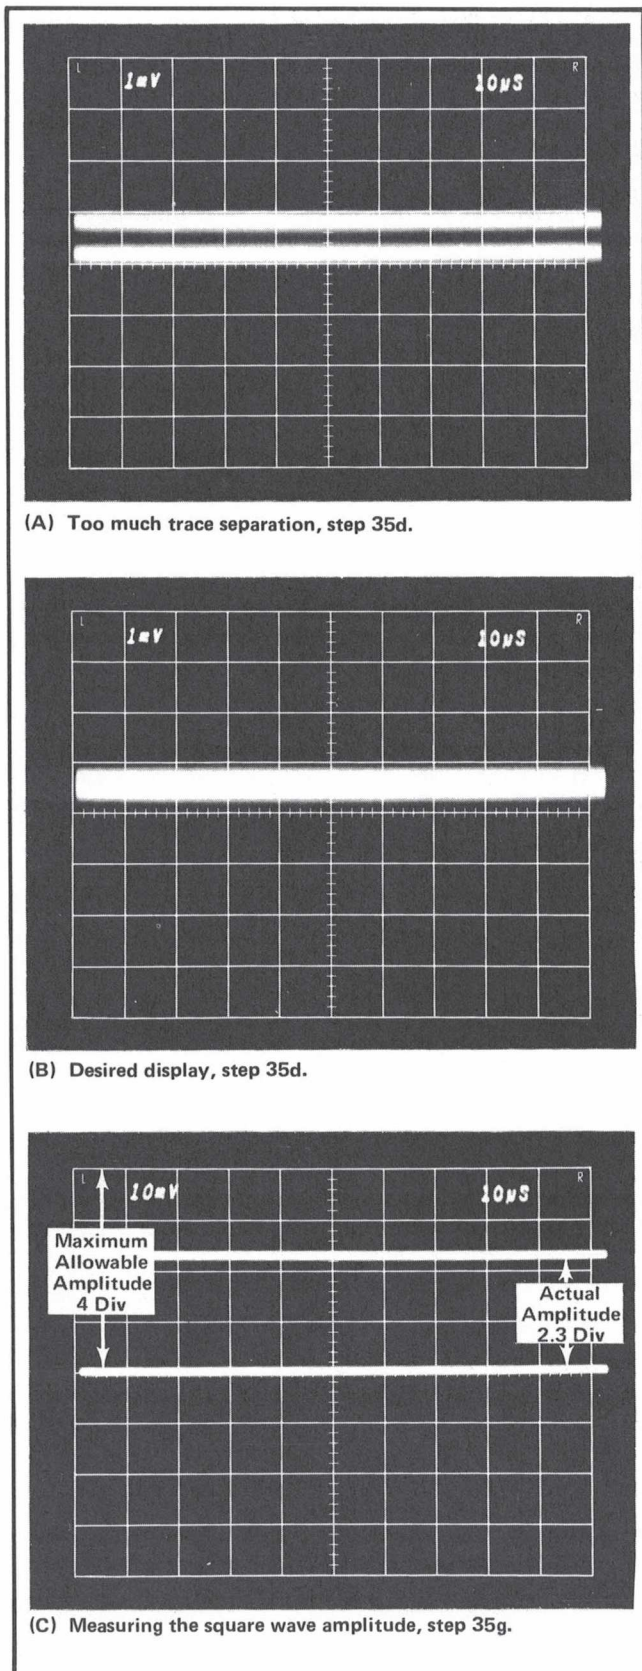 L 1mV 10μS R
(A) Too much trace separation, step 35d.
L 1mV 10μS R
(B) Desired display, step 35d.
L 10mV 10μS R
Maximum
Allowable
Amplitude
4 Div
Actual
Amplitude
2.3 Div
(C) Measuring the square wave amplitude, step 35g.